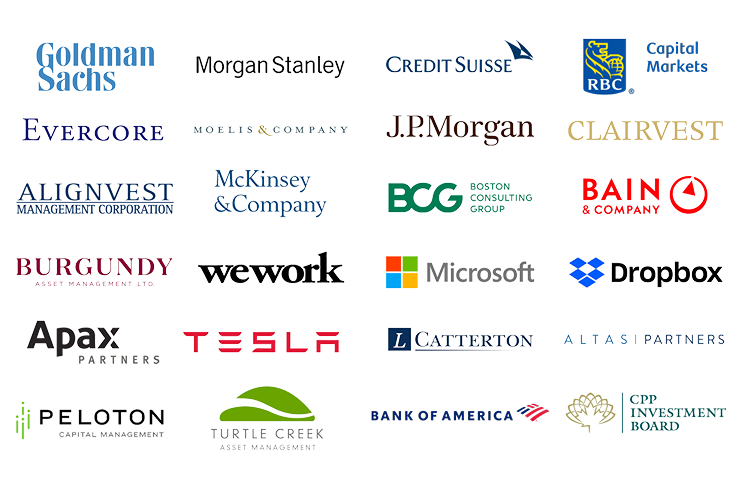 Goldman
Sachs
Morgan Stanley
CREDIT SUISSE
RBC
®
Capital
Markets
EVERCORE
MOELIS & COMPANY
J.P.Morgan
CLAIRVEST
ALIGNVEST
MANAGEMENT CORPORATION
McKinsey
&Company
BCG
BOSTON
CONSULTING
GROUP
BAIN
& COMPANY
BURGUNDY
ASSET MANAGEMENT LTD.
wework
Microsoft
Dropbox
Apax
PARTNERS
TESLA
L CATTERTON
ALTAS | PARTNERS
PELOTON
CAPITAL MANAGEMENT
TURTLE CREEK
ASSET MANAGEMENT
BANK OF AMERICA
CPP
INVESTMENT
BOARD